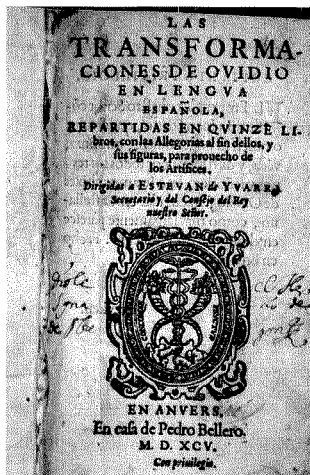 LAS
TRANSFORMA-
CIONES DE OVIDIO
EN LENGVA
ESPAÑOLA,
REPARTIDAS EN QVINZE LI-
bros, con las Allegorias al fin dellos, y
sus figuras, para prouecho de
los Artifices.
Dirigidas a ESTEVAN de YVARRA,
Secretario y del Consejo del Rey
nuestro Señor.
EN ANVERS,
En casa de Pedro Bellero.
M. D. XCV.
Con priuilegio.